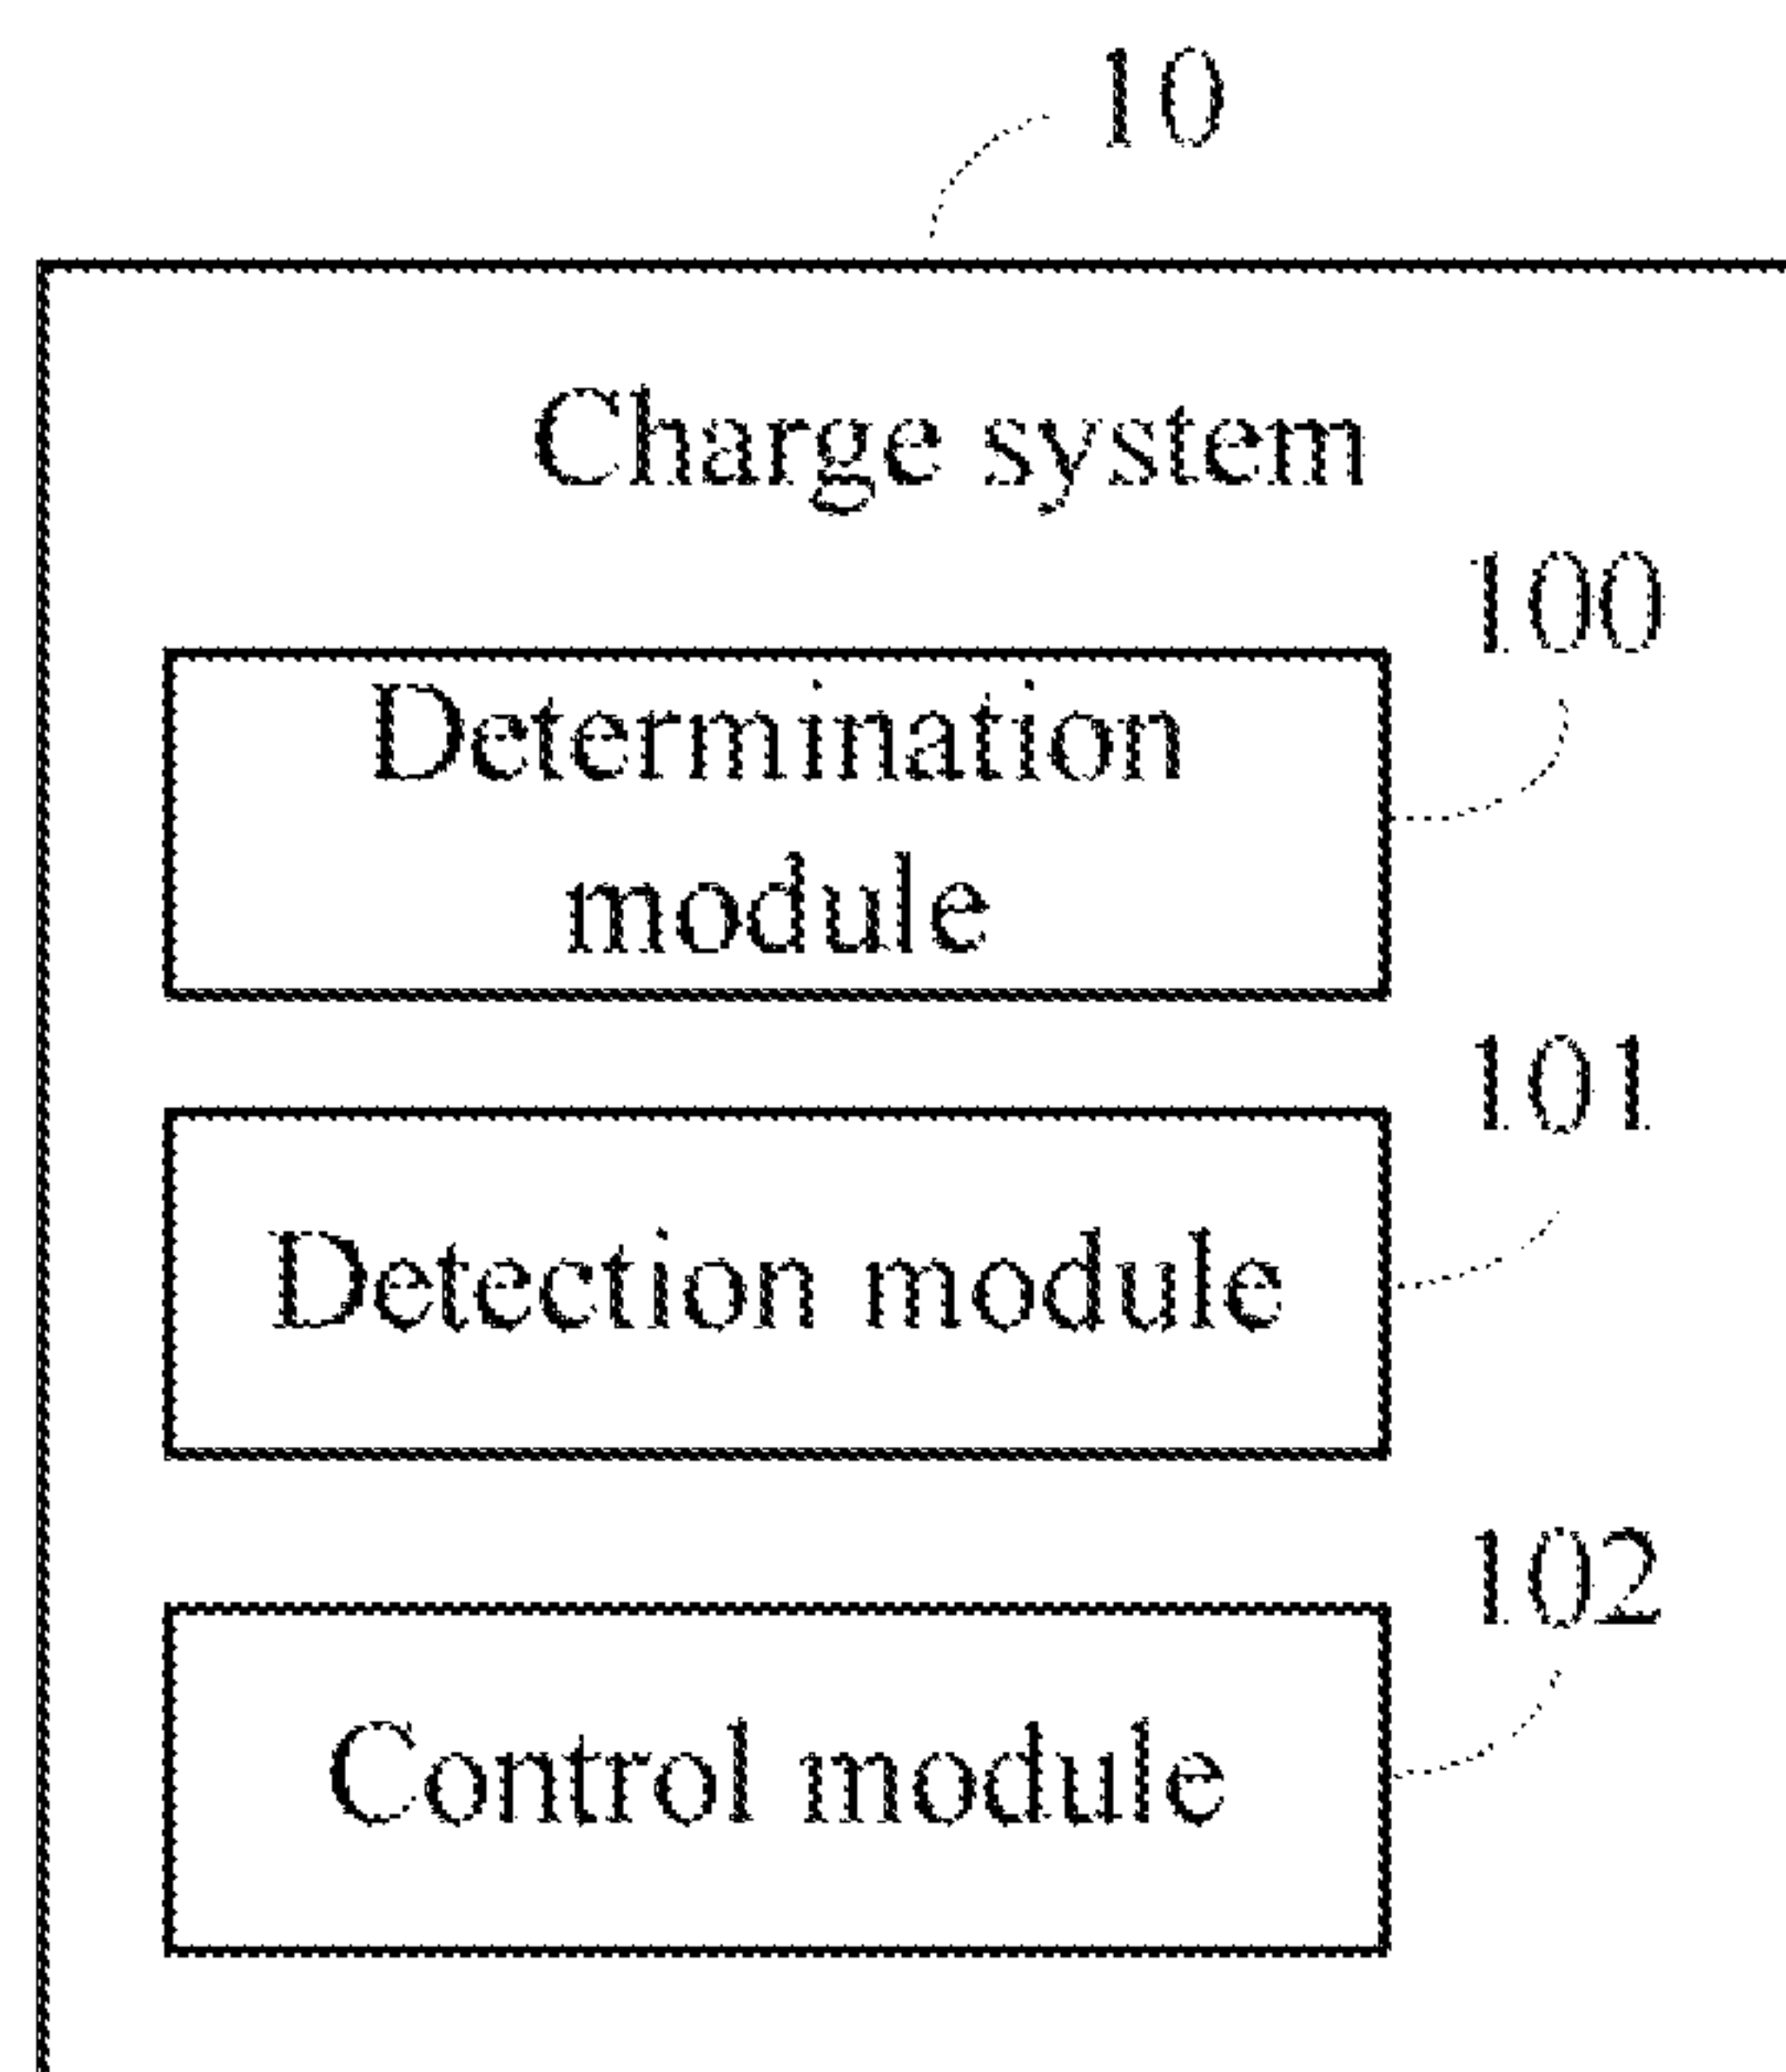 10
Charge system
100
Determination
module
101
Detection module
102
Control module